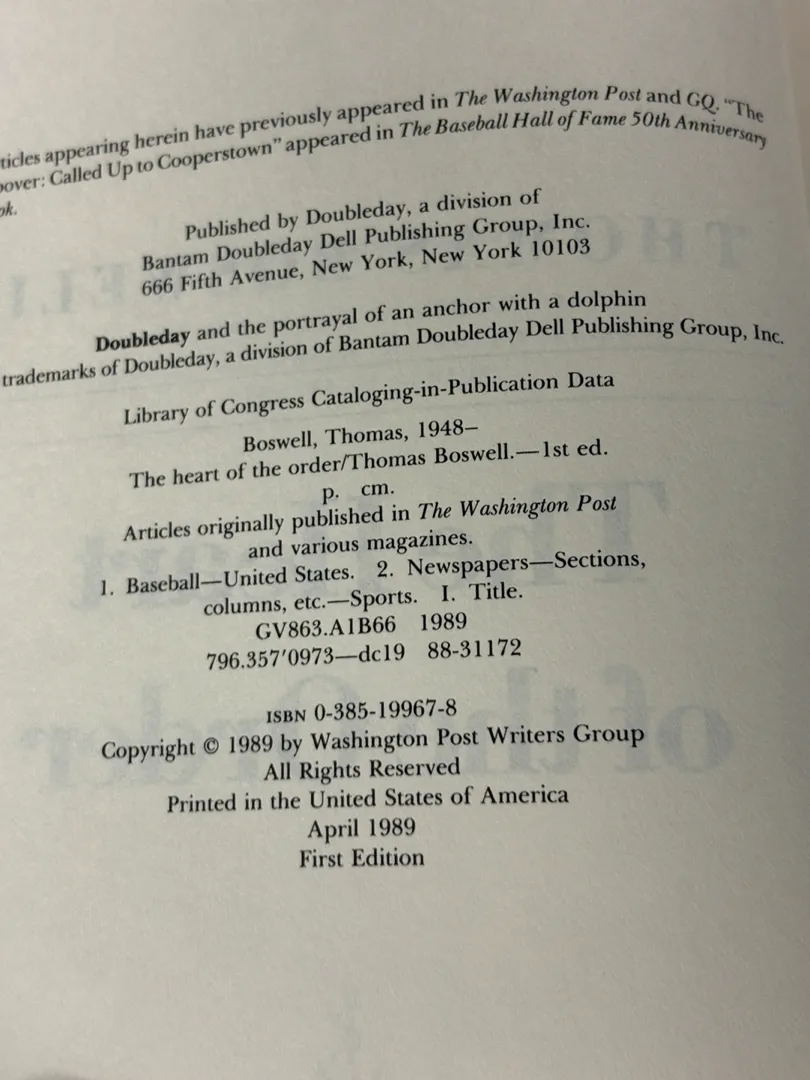 appearing herein have previously appeared in The Washington Post and GQ. "The
Called Up to Cooperstown" appeared in The Baseball Hall of Fame 50th Anniversary
Published by Doubleday, a division of
Bantam Doubleday Dell Publishing Group, Inc.
666 Fifth Avenue, New York, New York 10103
Doubleday and the portrayal of an anchor with a dolphin
trademarks of Doubleday, a division of Bantam Doubleday Dell Publishing Group, Inc.
Library of Congress Cataloging-in-Publication Data
Boswell, Thomas, 1948–
The heart of the order/Thomas Boswell.—1st ed.
p. cm.
Articles originally published in The Washington Post
and various magazines.
1. Baseball—United States. 2. Newspapers—Sections,
columns, etc.—Sports. I. Title.
GV863.A1B66 1989
796.357'0973—dc19 88-31172
ISBN 0-385-19967-8
Copyright © 1989 by Washington Post Writers Group
All Rights Reserved
Printed in the United States of America
April 1989
First Edition